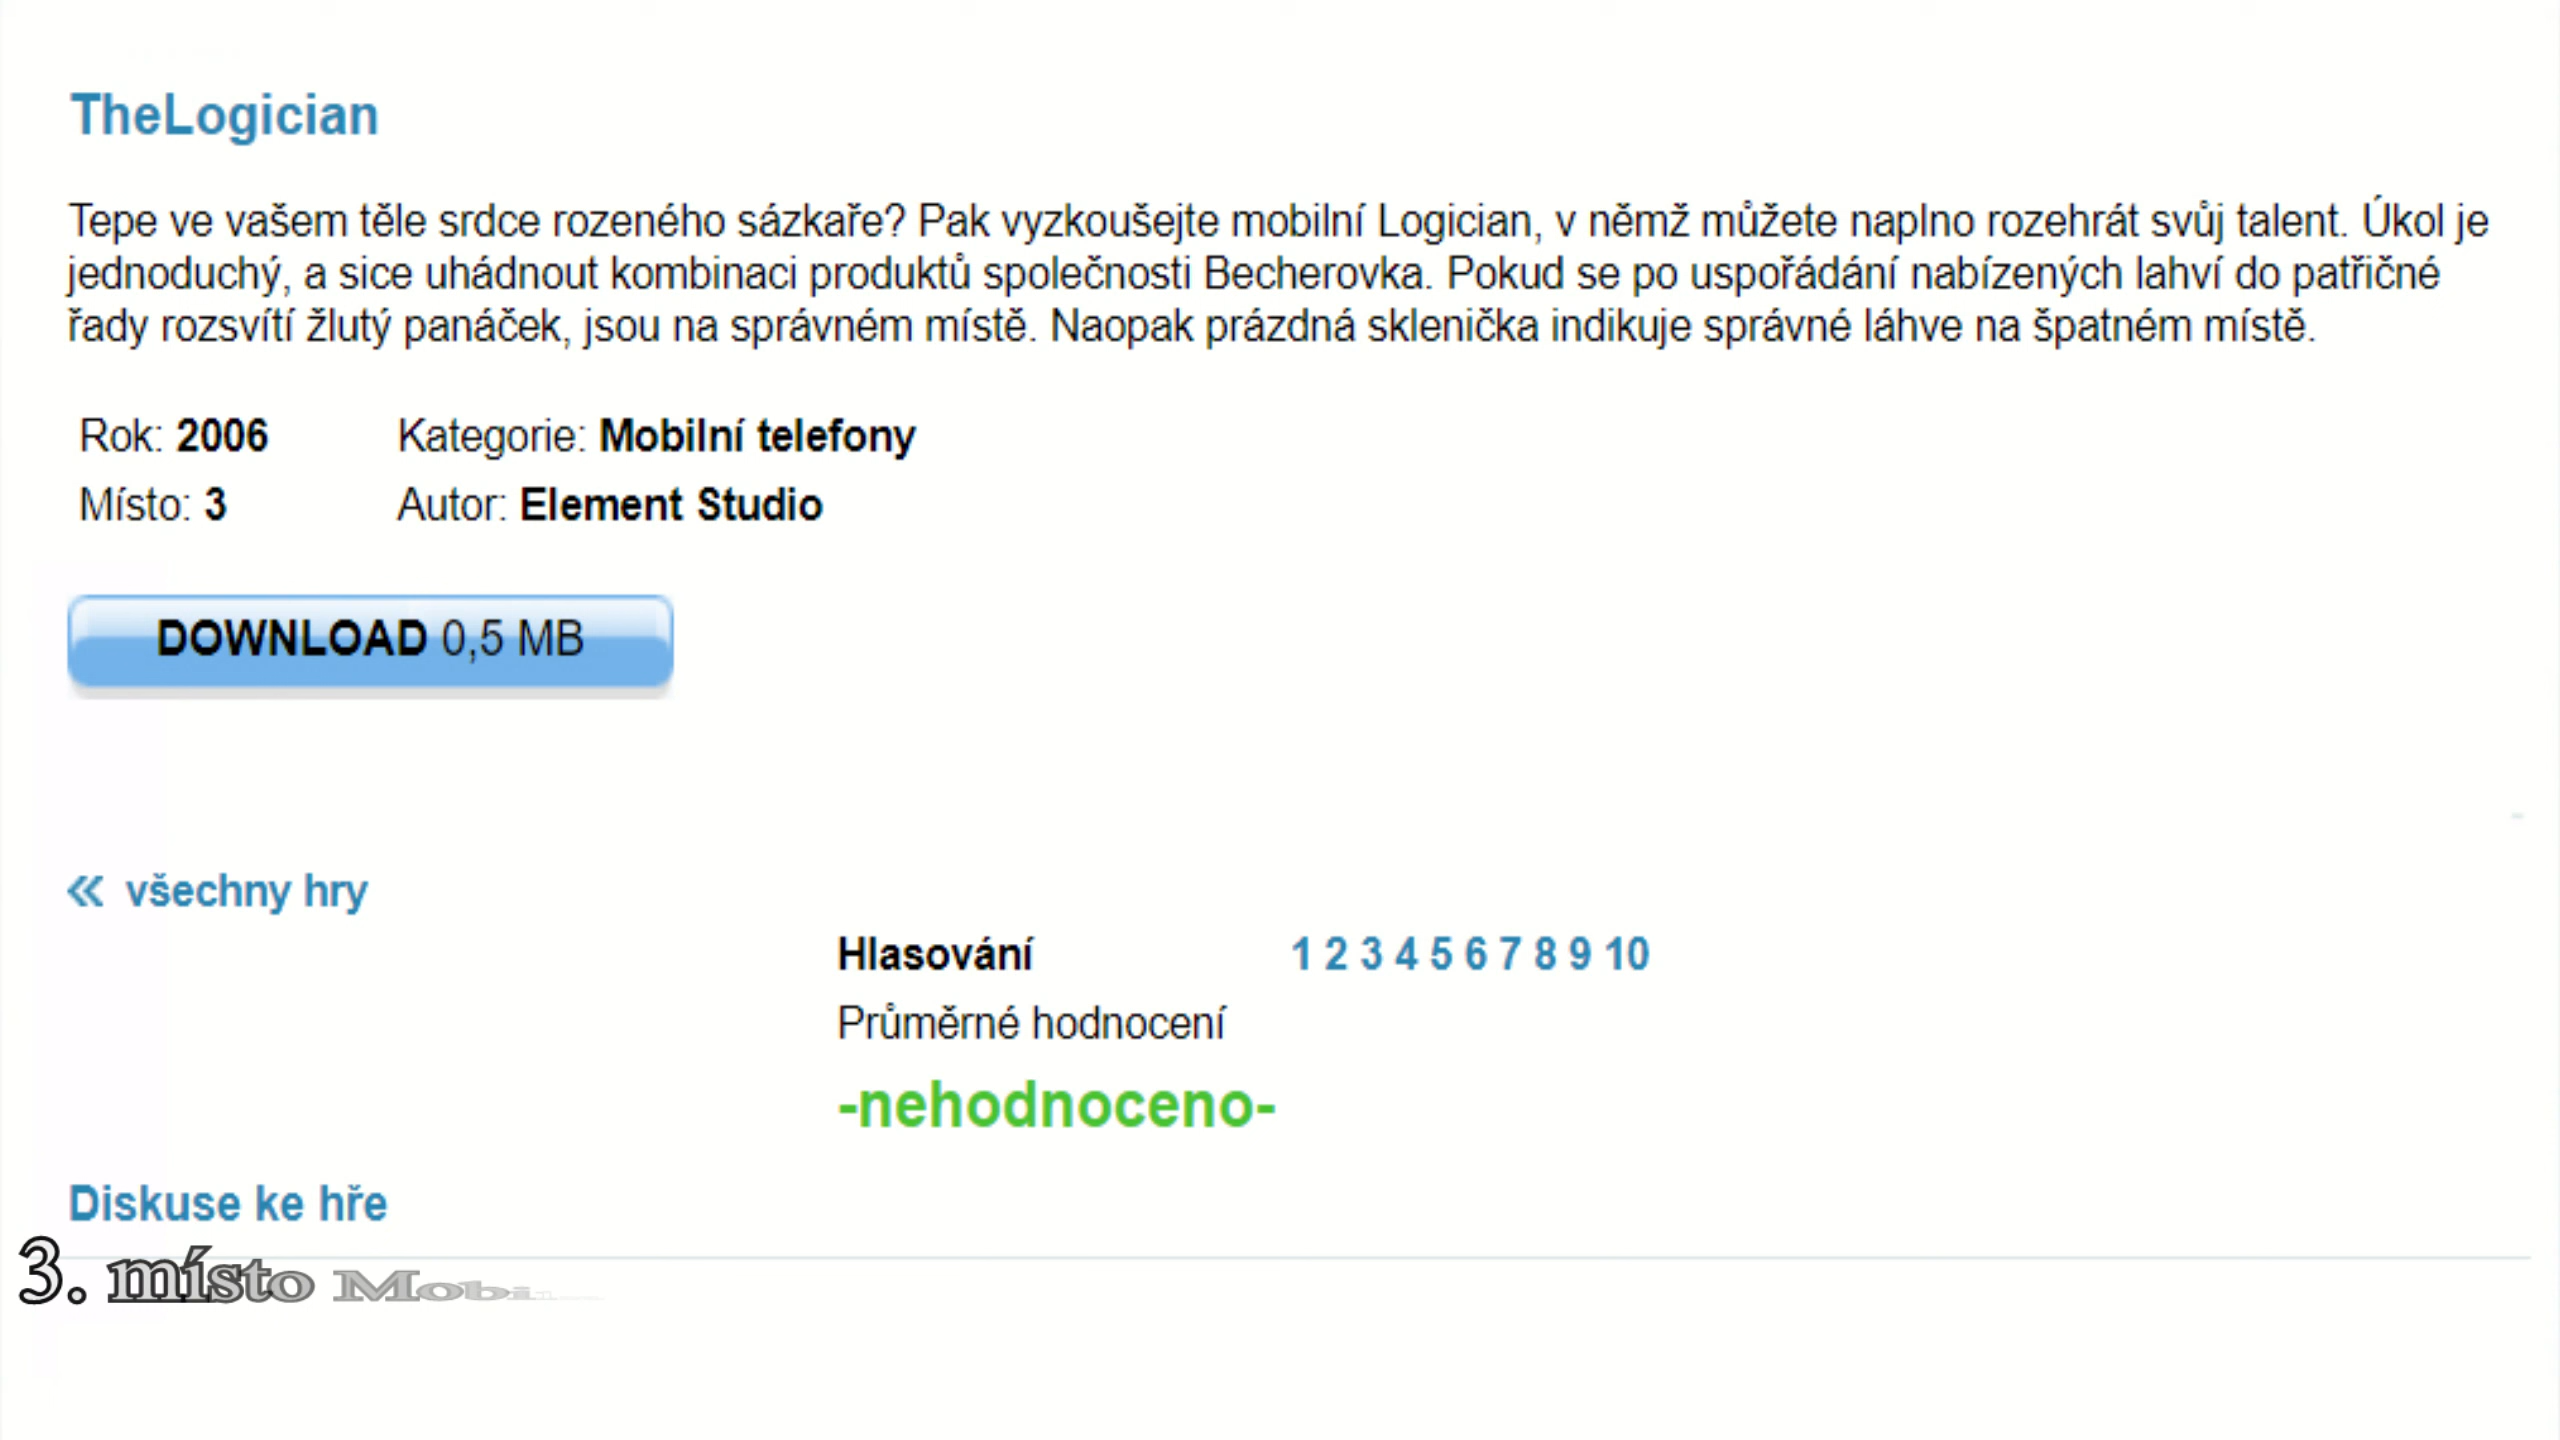 TheLogician
Tepe ve vašem těle srdce rozeného sázkaře? Pak vyzkoušejte mobilní Logician, v němž můžete naplno rozehrát svůj talent. Úkol je
jednoduchý, a sice uhádnout kombinaci produktů společnosti Becherovka. Pokud se po uspořádání nabízených lahví do patřičné
řady rozsvítí žlutý panáček, jsou na správném místě. Naopak prázdná sklenička indikuje správné láhve na špatném místě.
Rok: 2006 Kategorie: Mobilní telefony
Místo: 3 Autor: Element Studio
DOWNLOAD 0,5 MB
« všechny hry
Hlasování 1 2 3 4 5 6 7 8 9 10
Průměrné hodnocení
-nehodnoceno-
Diskuse ke hře
3. místo